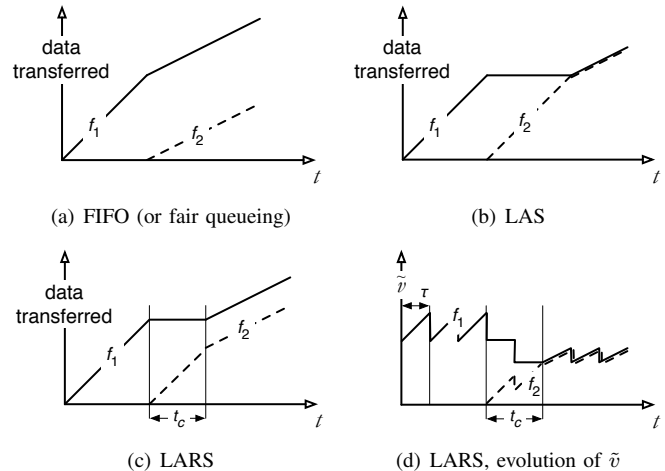 data
transferred
f1
f2
t
(a) FIFO (or fair queueing)
data
transferred
f1
f2
t
(b) LAS
data
transferred
f1
f2
tc
t
(c) LARS
ṽ
τ
f1
f2
tc
t
(d) LARS, evolution of ṽ